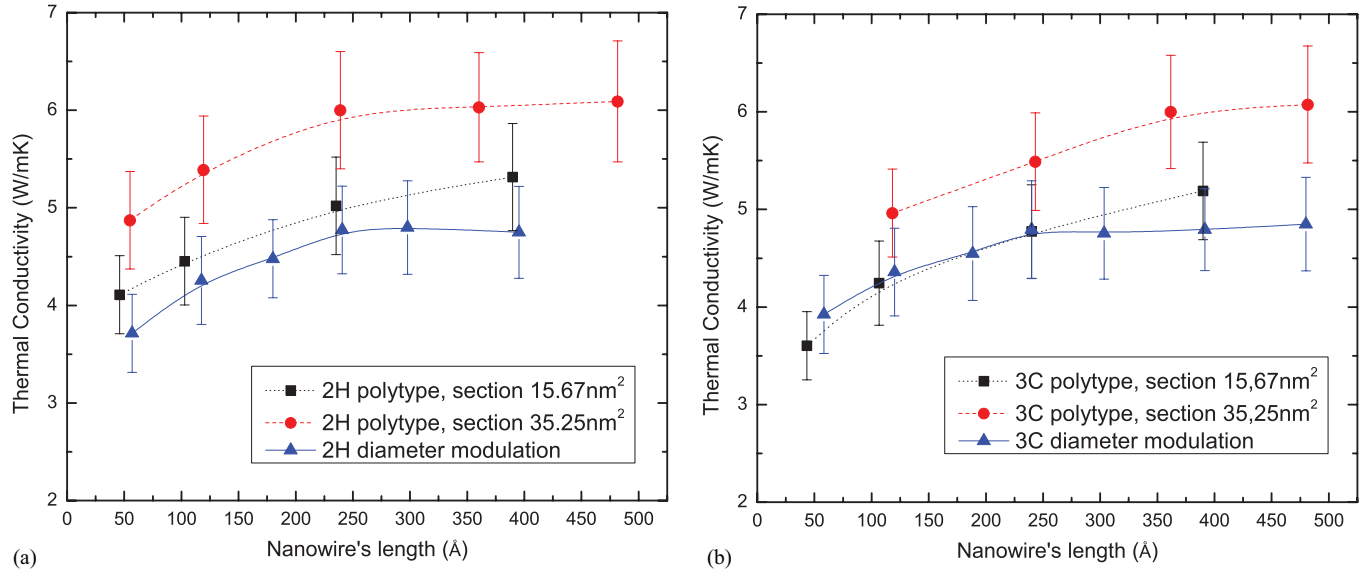 7
6
5
4
3
2
Thermal Conductivity (W/mK)
2H polytype, section 15.67nm²
2H polytype, section 35.25nm²
2H diameter modulation
0 50 100 150 200 250 300 350 400 450 500
Nanowire's length (Å)
(a)
7
6
5
4
3
2
Thermal Conductivity (W/mK)
3C polytype, section 15,67nm²
3C polytype, section 35,25nm²
3C diameter modulation
0 50 100 150 200 250 300 350 400 450 500
Nanowire's length (Å)
(b)